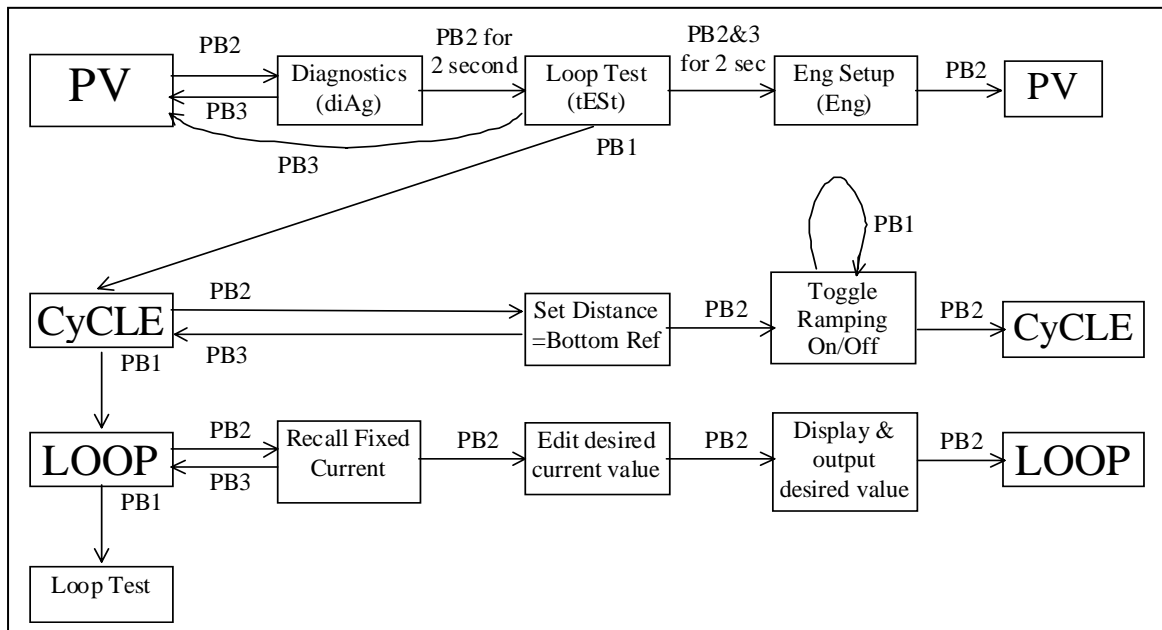 PV
PB2
PB3
Diagnostics
(diAg)
PB2 for
2 second
Loop Test
(tESt)
PB2&3
for 2 sec
Eng Setup
(Eng)
PB2
PV
PB3
PB1
PB1
CyCLE
PB2
PB3
Set Distance
=Bottom Ref
PB2
Toggle
Ramping
On/Off
PB2
CyCLE
PB1
LOOP
PB2
PB3
Recall Fixed
Current
PB2
Edit desired
current value
PB2
Display &
output
desired value
PB2
LOOP
PB1
Loop Test